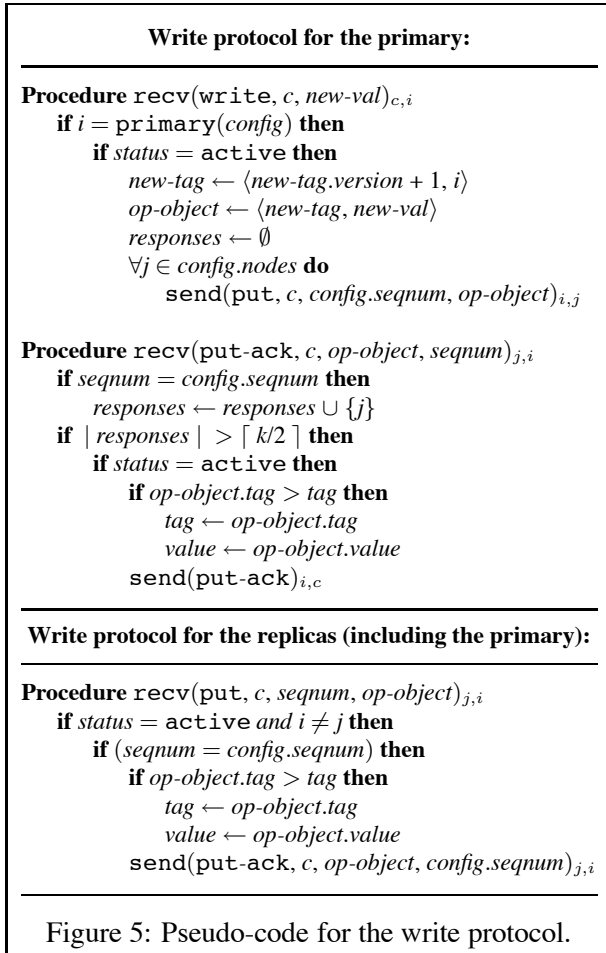 Write protocol for the primary:
Procedure recv(write, c, new-val)c,i
if i = primary(config) then
if status = active then
new-tag ← ⟨new-tag.version + 1, i⟩
op-object ← ⟨new-tag, new-val⟩
responses ← ∅
∀j ∈ config.nodes do
send(put, c, config.seqnum, op-object)i,j
Procedure recv(put-ack, c, op-object, seqnum)j,i
if seqnum = config.seqnum then
responses ← responses ∪ {j}
if | responses | > ⌈ k/2 ⌉ then
if status = active then
if op-object.tag > tag then
tag ← op-object.tag
value ← op-object.value
send(put-ack)i,c
Write protocol for the replicas (including the primary):
Procedure recv(put, c, seqnum, op-object)j,i
if status = active and i ≠ j then
if (seqnum = config.seqnum) then
if op-object.tag > tag then
tag ← op-object.tag
value ← op-object.value
send(put-ack, c, op-object, config.seqnum)j,i
Figure 5: Pseudo-code for the write protocol.